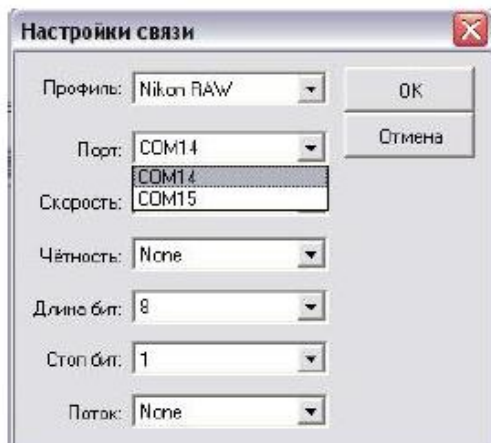 Настройки связи
Профиль: Nikon RAW
OK
Порт: COM14
Отмена
COM14
COM15
Скорость:
Чётность: None
Длина бит: 8
Стоп бит: 1
Поток: None